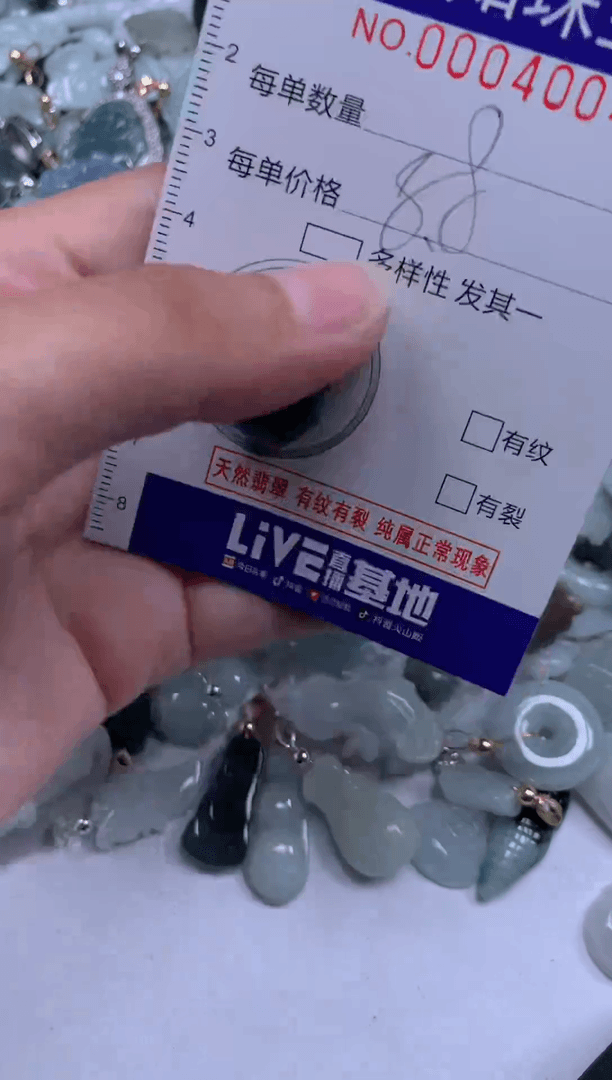 NO.000400
每单数量
每单价格 88
多样性 发其一
有纹
有裂
天然翡翠 有纹有裂 纯属正常现象
LiVE直播基地
2
3
4
8